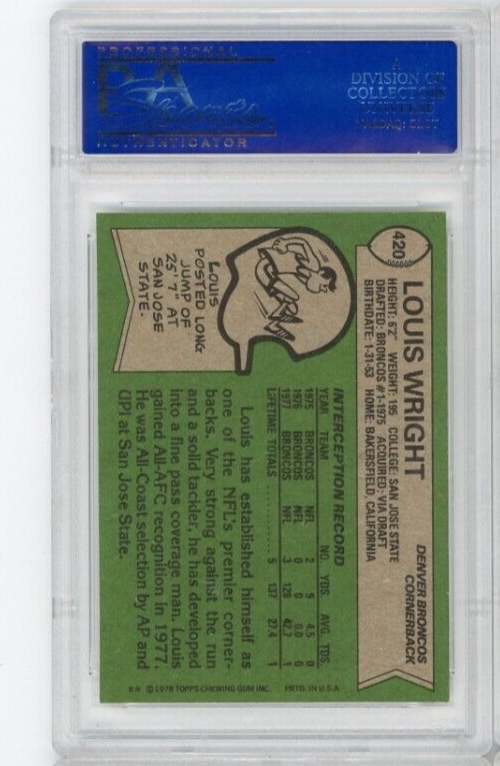 PROFESSIONAL
PSA
Sports
AUTHENTICATOR
A
DIVISION OF
COLLECTORS
UNIVERSE
NASDAQ: CLCT
420
LOUIS WRIGHT
DENVER BRONCOS
CORNERBACK
HEIGHT: 6'2" WEIGHT: 195 COLLEGE: SAN JOSE STATE
DRAFTED: BRONCOS #1-1975 ACQUIRED: VIA DRAFT
BIRTHDATE: 1-31-53 HOME: BAKERSFIELD, CALIFORNIA
LOUIS
POSTED LONG
JUMP OF
25' 7" AT
SAN JOSE
STATE.
INTERCEPTION RECORD
YEAR TEAM NO. YDS. AVG. TDS.
1975 BRONCOS NFL 2 9 4.5 0
1976 BRONCOS NFL 0 0 0.0 0
1977 BRONCOS NFL 3 128 42.7 1
LIFETIME TOTALS 5 137 27.4 1
Louis has established himself as
one of the NFL's premier corner-
backs. Very strong against the run
and a solid tackler, he has developed
into a fine pass coverage man. Louis
gained All-AFC recognition in 1977.
He was All-Coast selection by AP and
UPI at San Jose State.
© 1978 TOPPS CHEWING GUM INC. PRTD. IN U.S.A.